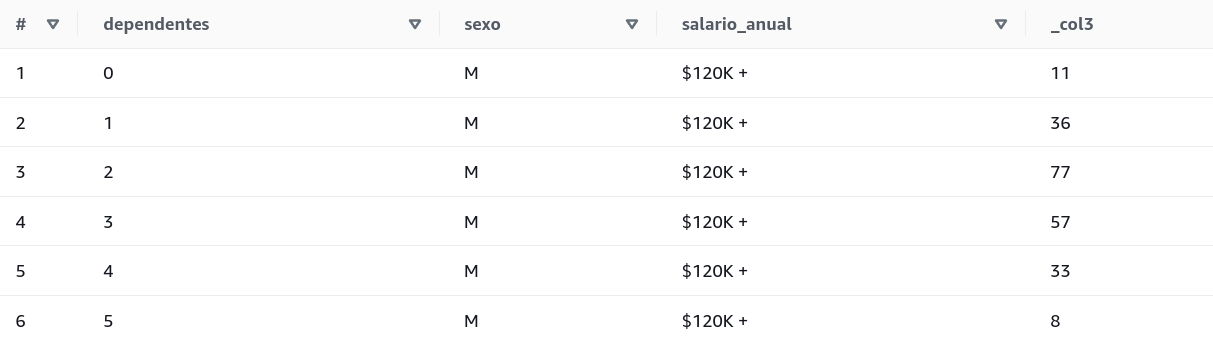 # dependentes sexo salario_anual _col3
1 0 M $120K + 11
2 1 M $120K + 36
3 2 M $120K + 77
4 3 M $120K + 57
5 4 M $120K + 33
6 5 M $120K + 8